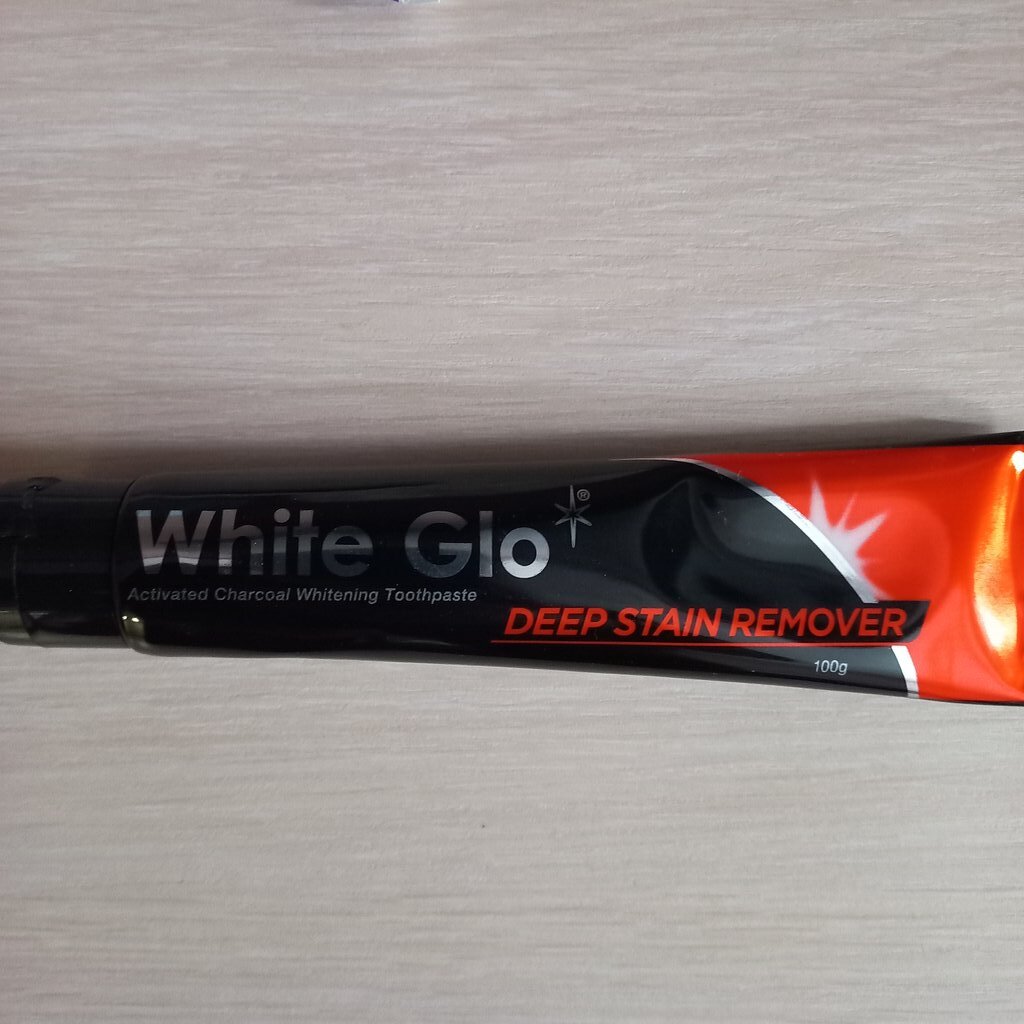 White Glo®
Activated Charcoal Whitening Toothpaste
DEEP STAIN REMOVER
100g